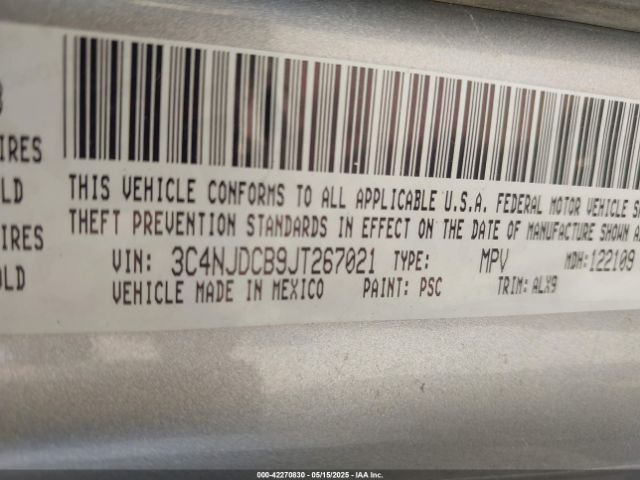 IRES
OLD
IRES
OLD
THIS VEHICLE CONFORMS TO ALL APPLICABLE U.S.A. FEDERAL MOTOR VEHICLE S
THEFT PREVENTION STANDARDS IN EFFECT ON THE DATE OF MANUFACTURE SHOWN A
VIN: 3C4NJDCB9JT267021 TYPE: MPV MDH:122109
VEHICLE MADE IN MEXICO PAINT: PSC TRIM:ALX9
000-42270830 - 05/15/2025 - IAA Inc.